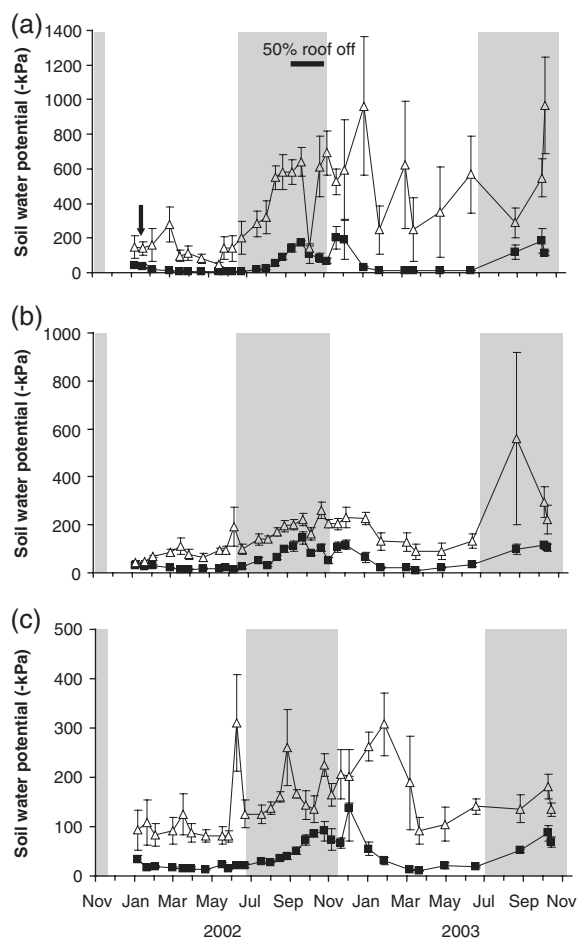 (a)
1400
1200
1000
800
600
400
200
0
Soil water potential (-kPa)
50% roof off
(b)
1000
800
600
400
200
0
Soil water potential (-kPa)
(c)
500
400
300
200
100
0
Soil water potential (-kPa)
Nov Jan Mar May Jul Sep Nov Jan Mar May Jul Sep Nov
2002 2003